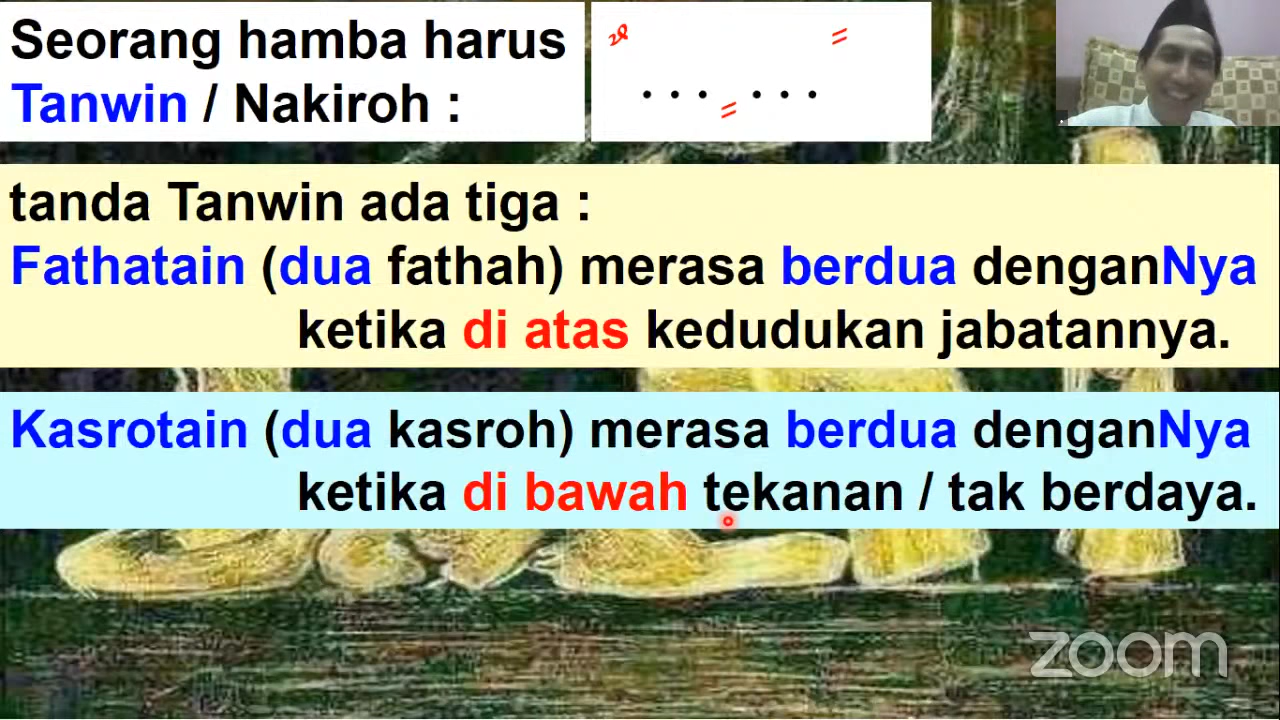 Seorang hamba harus
Tanwin / Nakiroh :
. . . . . .
tanda Tanwin ada tiga :
Fathatain (dua fathah) merasa berdua denganNya
ketika di atas kedudukan jabatannya.
Kasrotain (dua kasroh) merasa berdua denganNya
ketika di bawah tekanan / tak berdaya.
zoom